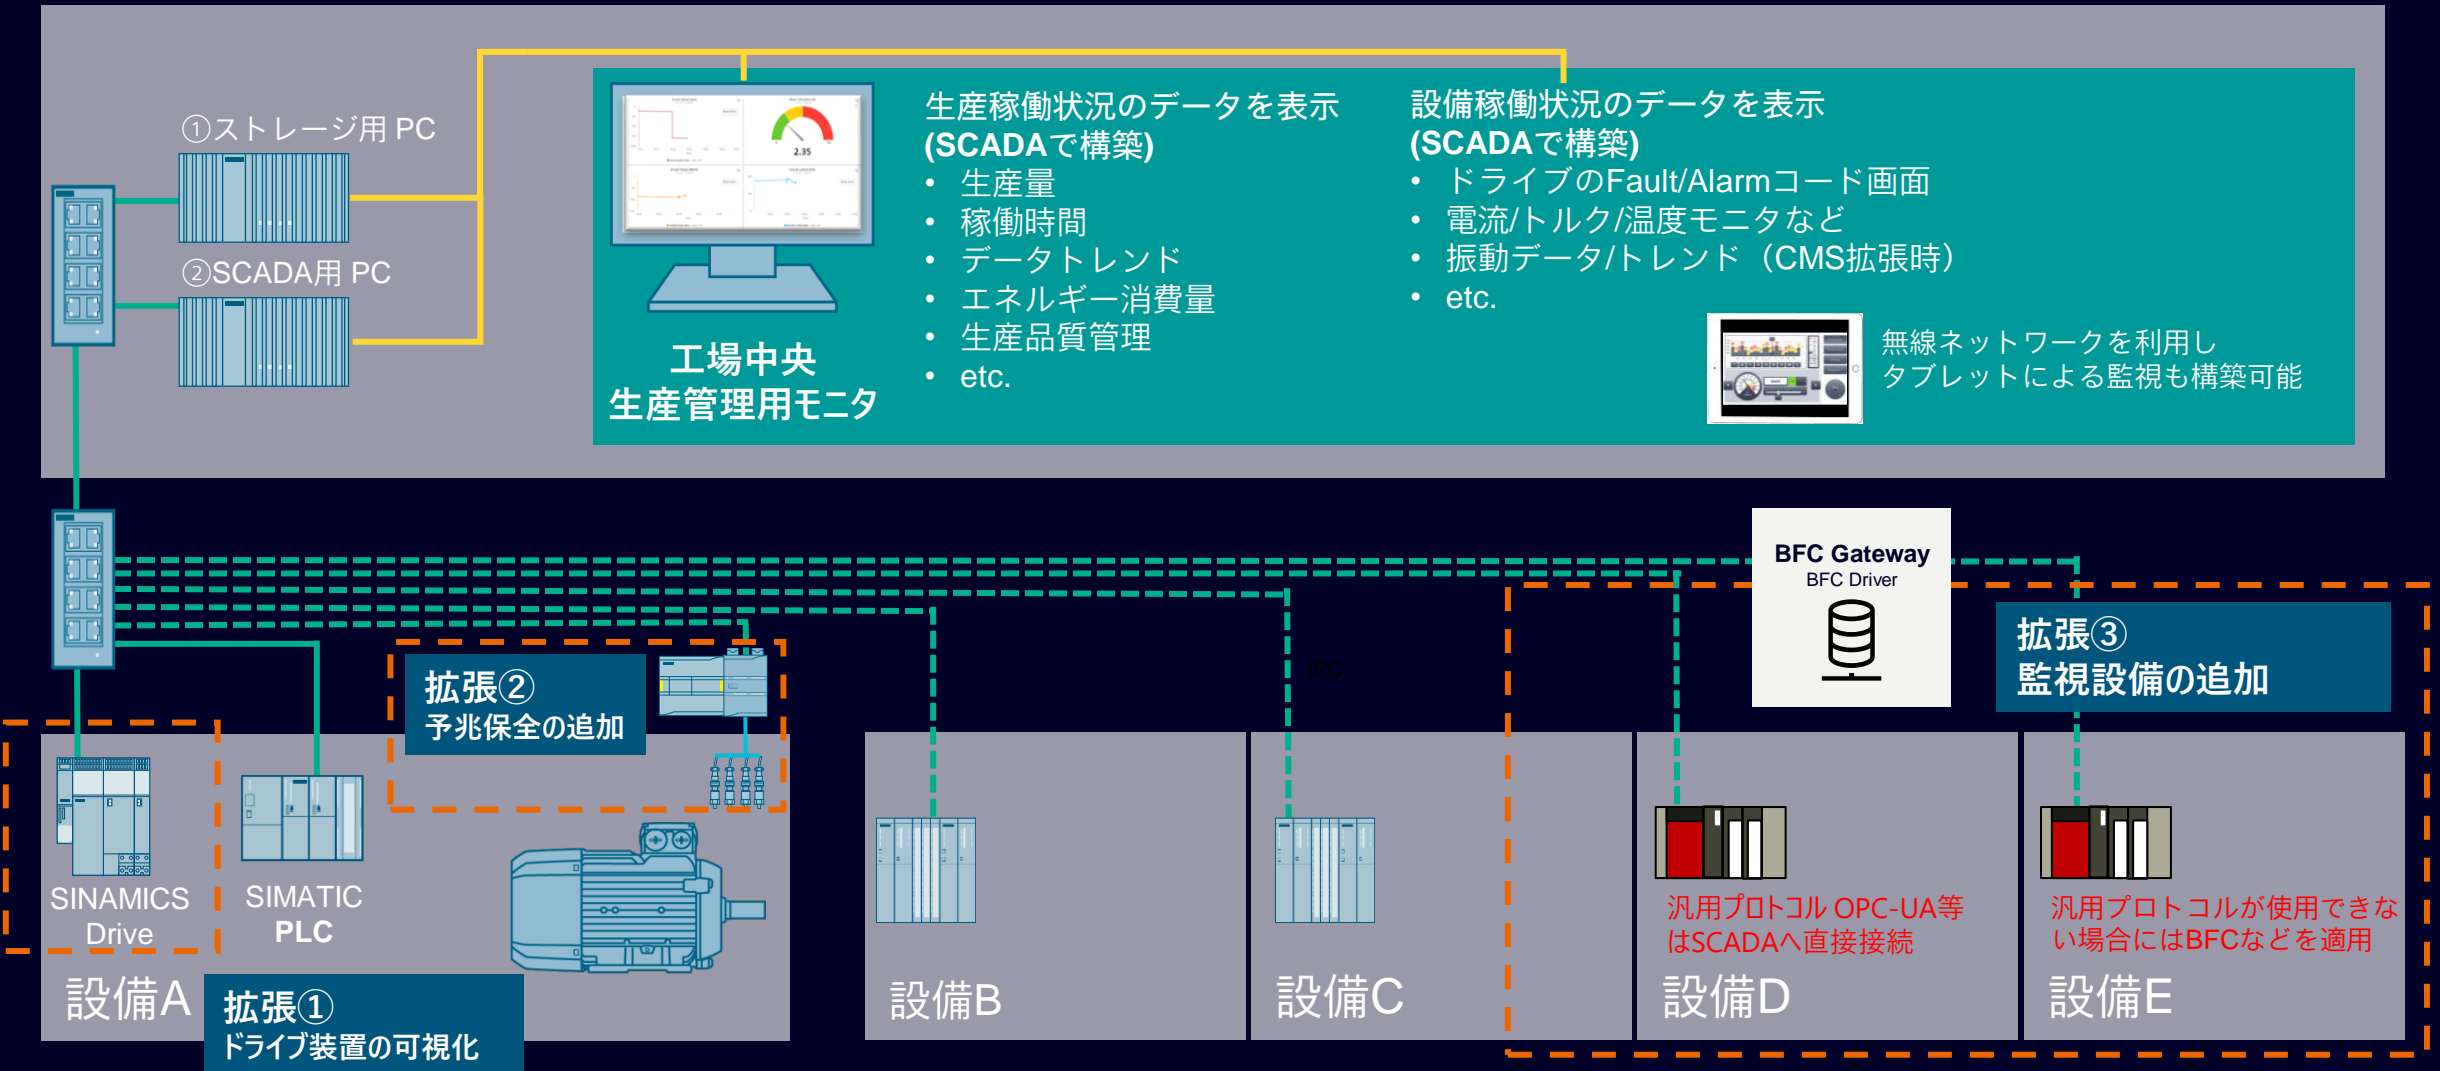 ①ストレージ用 PC
②SCADA用 PC
2.35
工場中央
生産管理用モニタ
生産稼働状況のデータを表示
(SCADAで構築)
• 生産量
• 稼働時間
• データトレンド
• エネルギー消費量
• 生産品質管理
• etc.
設備稼働状況のデータを表示
(SCADAで構築)
• ドライブのFault/Alarmコード画面
• 電流/トルク/温度モニタなど
• 振動データ/トレンド（CMS拡張時）
• etc.
無線ネットワークを利用し
タブレットによる監視も構築可能
BFC Gateway
BFC Driver
IPC
拡張②
予兆保全の追加
拡張③
監視設備の追加
SINAMICS
Drive
SIMATIC
PLC
設備A
拡張①
ドライブ装置の可視化
設備B
設備C
汎用プロトコル OPC-UA等
はSCADAへ直接接続
設備D
汎用プロトコルが使用できな
い場合にはBFCなどを適用
設備E